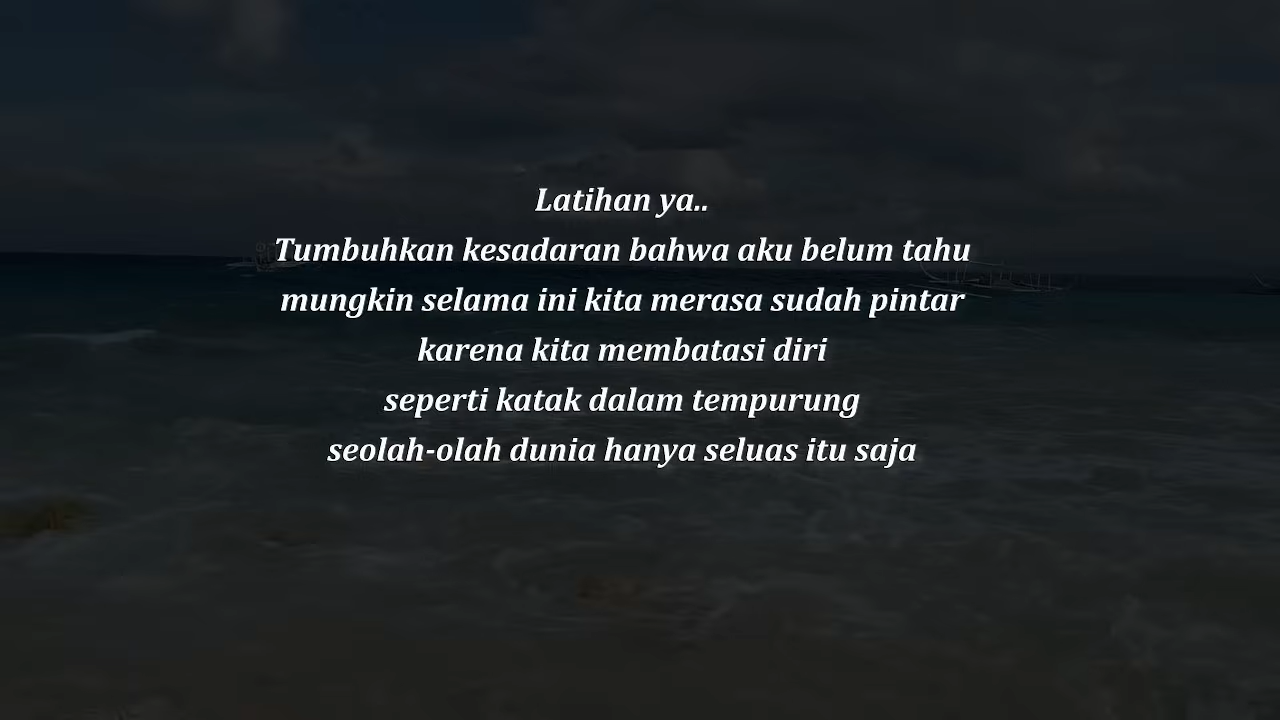 Latihan ya..
Tumbuhkan kesadaran bahwa aku belum tahu
mungkin selama ini kita merasa sudah pintar
karena kita membatasi diri
seperti katak dalam tempurung
seolah-olah dunia hanya seluas itu saja